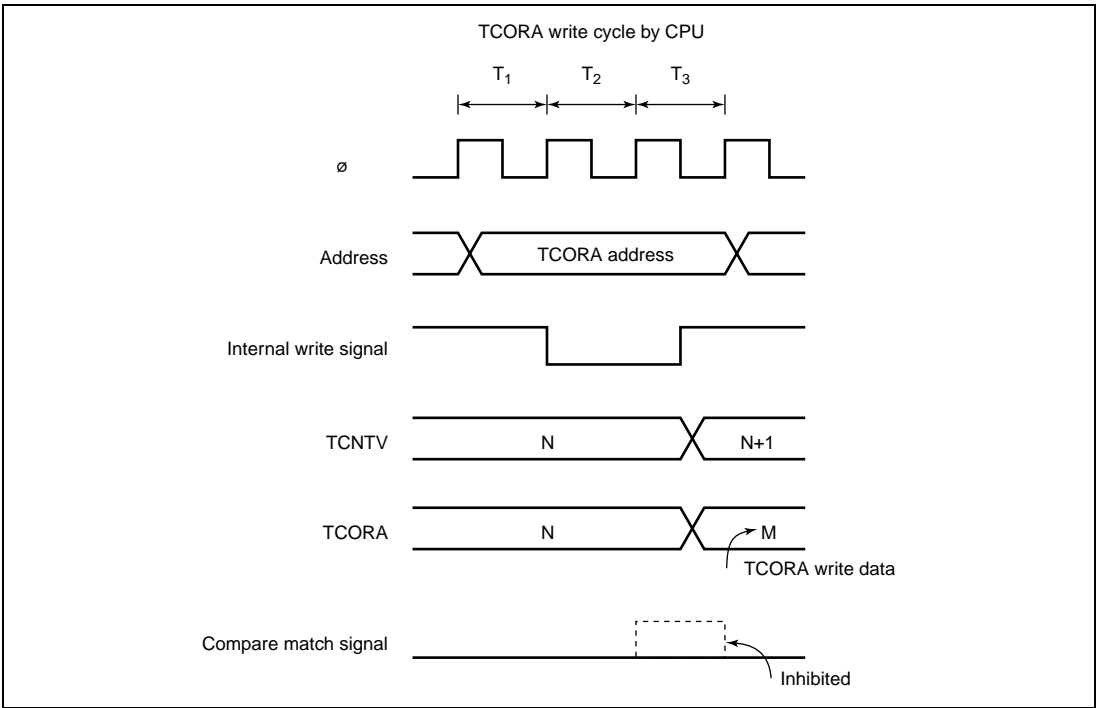 TCORA write cycle by CPU
T1 T2 T3
ø
Address TCORA address
Internal write signal
TCNTV N N+1
TCORA N M
TCORA write data
Compare match signal
Inhibited